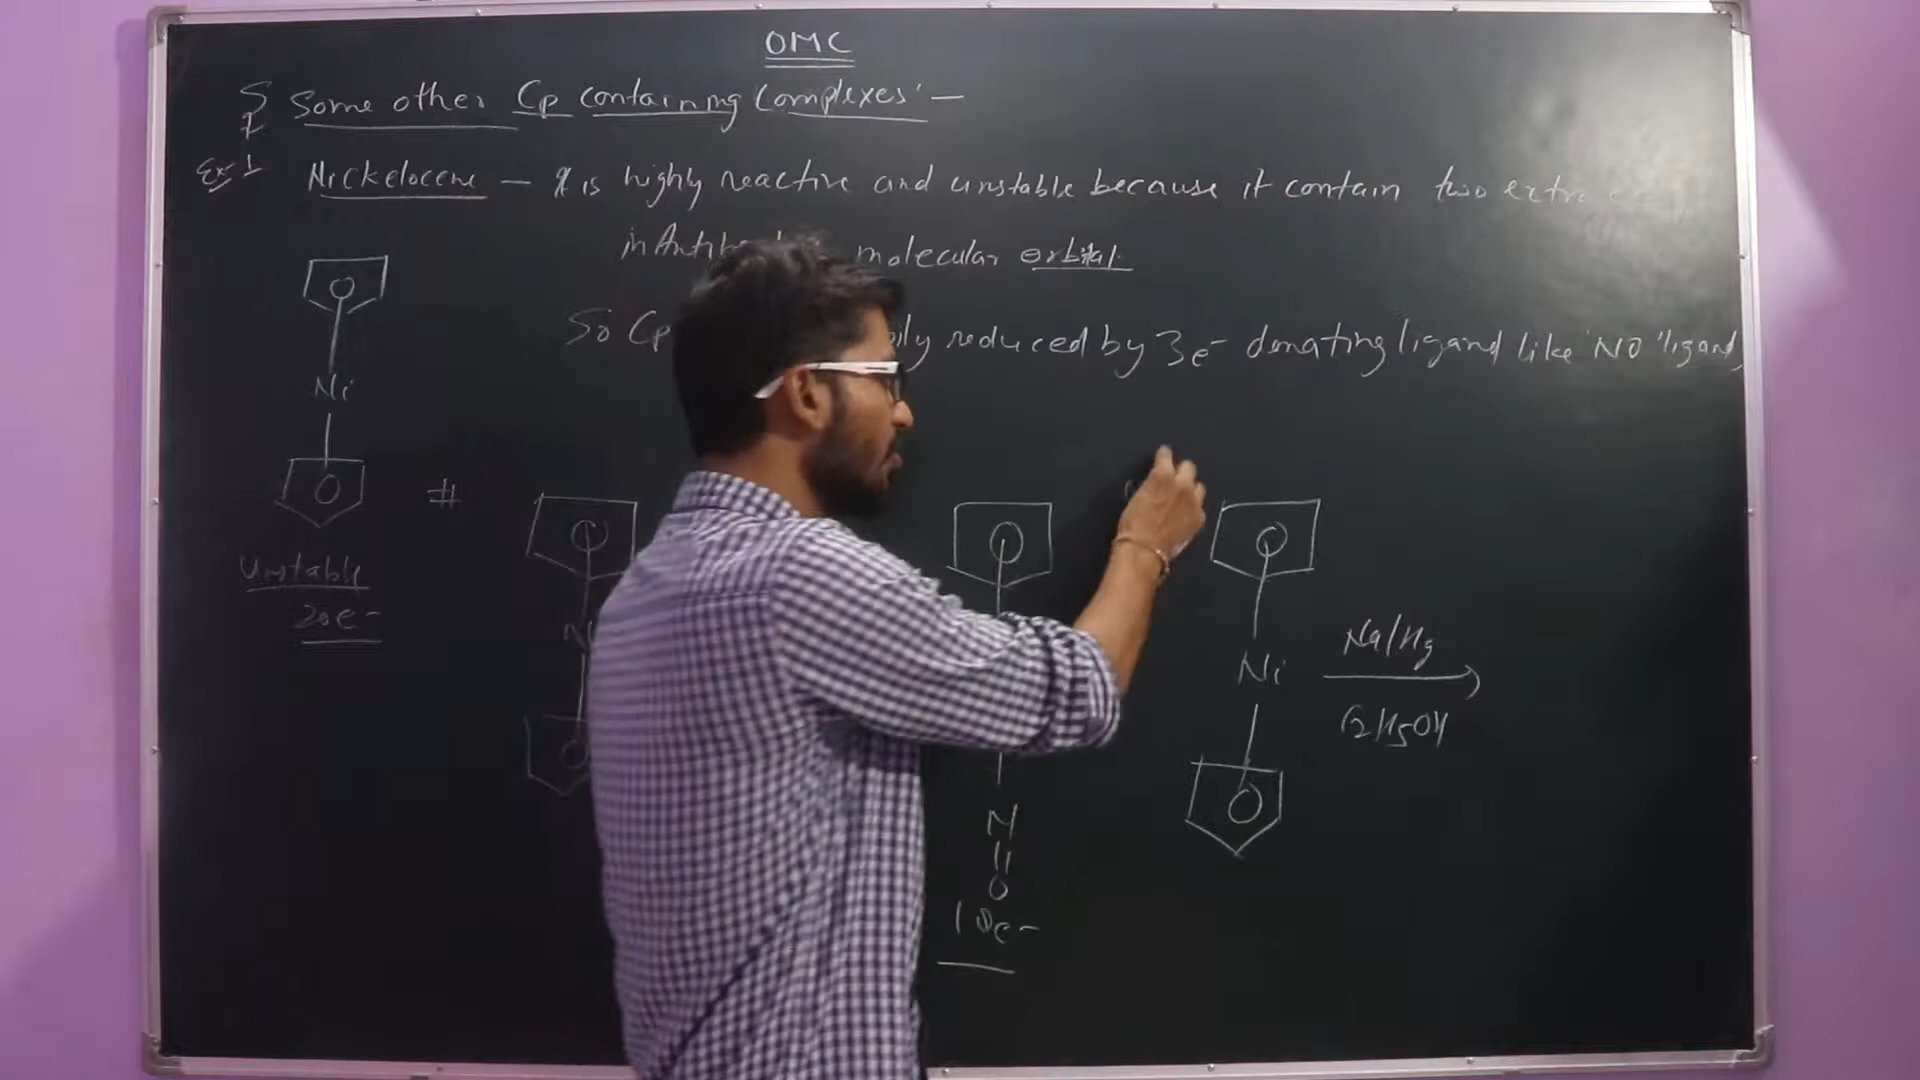 OMC
Some other Cp containing Complexes:-
Ex-1 Nickelocene - It is highly reactive and unstable because it contain two extra
in molecular orbital.
So Cp reduced by 3e- donating ligand like 'NO' ligand,
Ni
#
Unstable
20e-
Ni
Na/Hg
C2H5OH
N
O
18e-